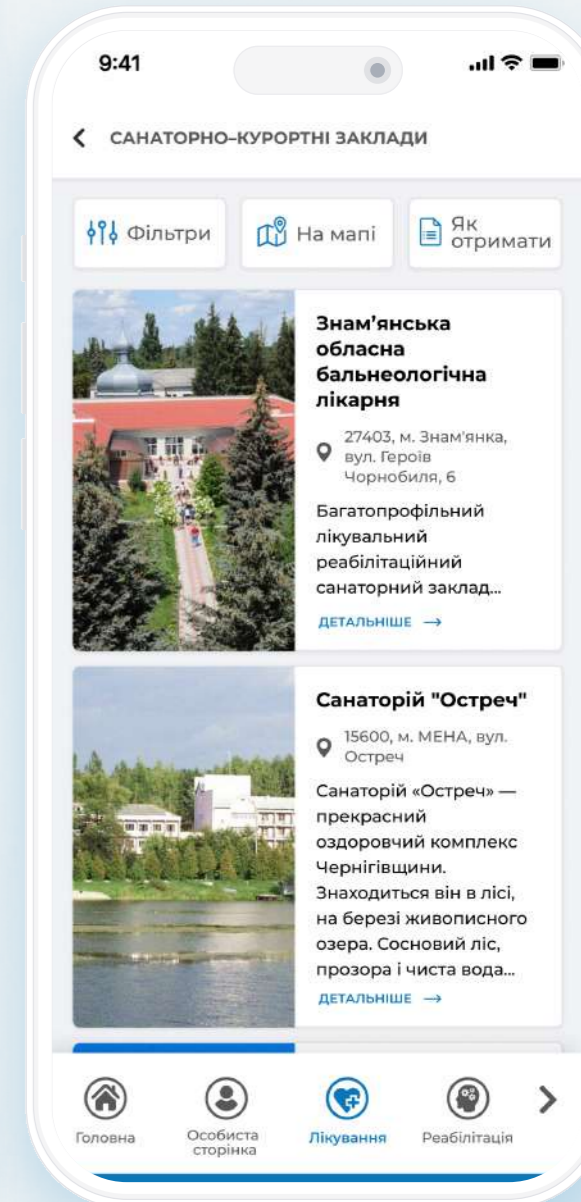 9:41
САНАТОРНО-КУРОРТНІ ЗАКЛАДИ
Фільтри
На мапі
Як
отримати
Знам’янська
обласна
бальнеологічна
лікарня
27403, м. Знам'янка,
вул. Героїв
Чорнобиля, 6
Багатопрофільний
лікувальний
реабілітаційний
санаторний заклад...
ДЕТАЛЬНІШЕ →
Санаторій "Остреч"
15600, м. МЕНА, вул.
Остреч
Санаторій «Остреч» —
прекрасний
оздоровчий комплекс
Чернігівщини.
Знаходиться він в лісі,
на березі живописного
озера. Сосновий ліс,
прозора і чиста вода...
ДЕТАЛЬНІШЕ →
Головна
Особиста
сторінка
Лікування
Реабілітація